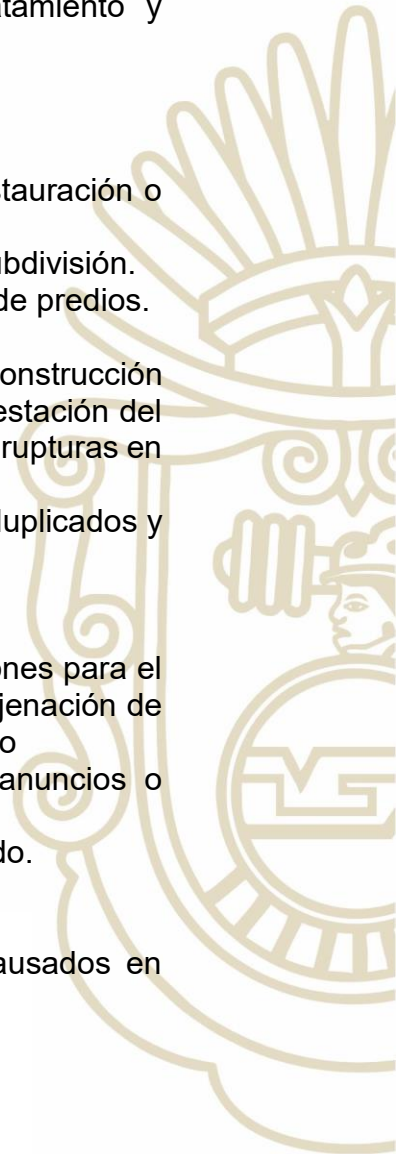 tamiento y
tauración o
ubdivisión.
de predios.
onstrucción
estación del
rupturas en
duplicados y
ones para el
jenación de
o
anuncios o
do.
ausados en